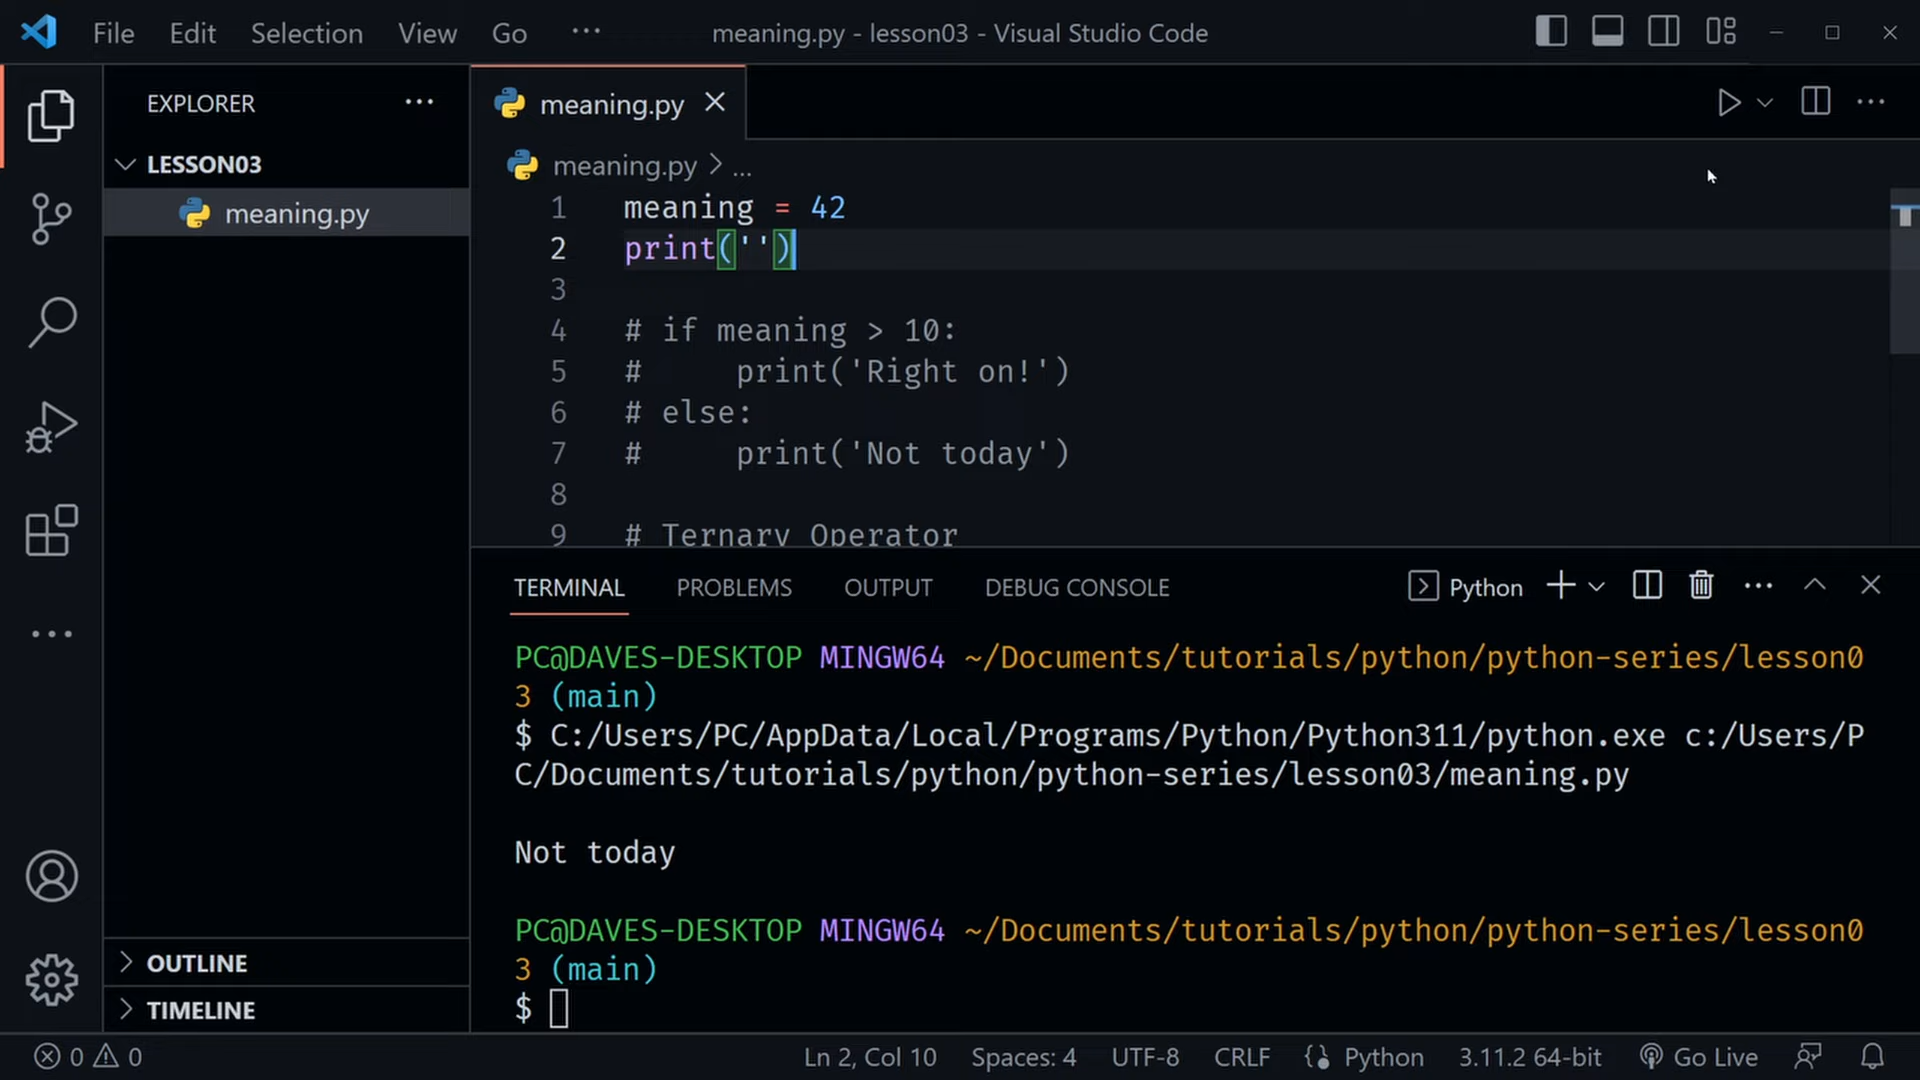 File Edit Selection View Go ··· meaning.py - lesson03 - Visual Studio Code
EXPLORER ···
LESSON03
meaning.py
OUTLINE
TIMELINE
meaning.py
meaning.py > ...
1 meaning = 42
2 print('')
3
4 # if meaning > 10:
5 #     print('Right on!')
6 # else:
7 #     print('Not today')
8
9 # Ternary Operator
TERMINAL PROBLEMS OUTPUT DEBUG CONSOLE Python
PC@DAVES-DESKTOP MINGW64 ~/Documents/tutorials/python/python-series/lesson0
3 (main)
$ C:/Users/PC/AppData/Local/Programs/Python/Python311/python.exe c:/Users/P
C/Documents/tutorials/python/python-series/lesson03/meaning.py
Not today
PC@DAVES-DESKTOP MINGW64 ~/Documents/tutorials/python/python-series/lesson0
3 (main)
$
0 0 Ln 2, Col 10 Spaces: 4 UTF-8 CRLF Python 3.11.2 64-bit Go Live